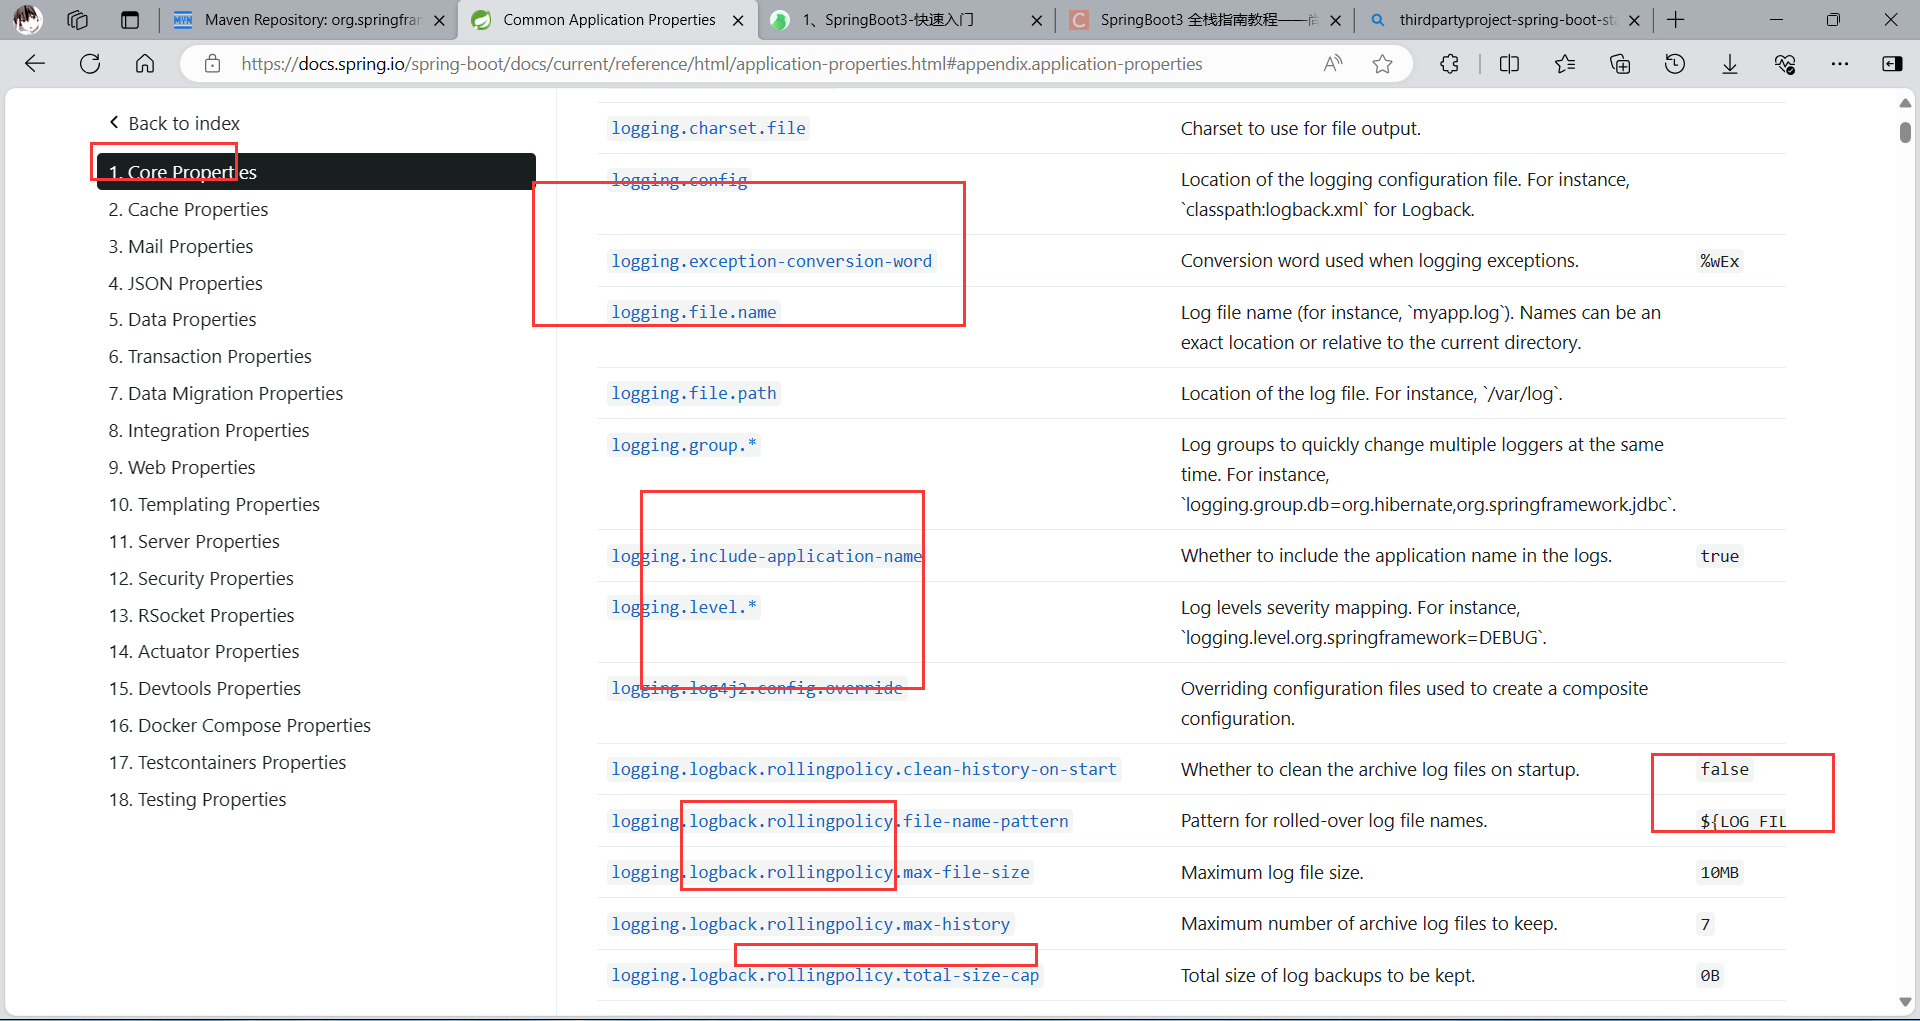 Maven Repository: org.springfrar
Common Application Properties
1、SpringBoot3-快速入门
SpringBoot3 全栈指南教程——尚
thirdpartyproject-spring-boot-sta
https://docs.spring.io/spring-boot/docs/current/reference/html/application-properties.html#appendix.application-properties
Back to index
1. Core Properties
2. Cache Properties
3. Mail Properties
4. JSON Properties
5. Data Properties
6. Transaction Properties
7. Data Migration Properties
8. Integration Properties
9. Web Properties
10. Templating Properties
11. Server Properties
12. Security Properties
13. RSocket Properties
14. Actuator Properties
15. Devtools Properties
16. Docker Compose Properties
17. Testcontainers Properties
18. Testing Properties
logging.charset.file
Charset to use for file output.
logging.config
Location of the logging configuration file. For instance,
`classpath:logback.xml` for Logback.
logging.exception-conversion-word
Conversion word used when logging exceptions.
%wEx
logging.file.name
Log file name (for instance, `myapp.log`). Names can be an
exact location or relative to the current directory.
logging.file.path
Location of the log file. For instance, `/var/log`.
logging.group.*
Log groups to quickly change multiple loggers at the same
time. For instance,
`logging.group.db=org.hibernate,org.springframework.jdbc`.
logging.include-application-name
Whether to include the application name in the logs.
true
logging.level.*
Log levels severity mapping. For instance,
`logging.level.org.springframework=DEBUG`.
logging.log4j2.config.override
Overriding configuration files used to create a composite
configuration.
logging.logback.rollingpolicy.clean-history-on-start
Whether to clean the archive log files on startup.
false
logging.logback.rollingpolicy.file-name-pattern
Pattern for rolled-over log file names.
${LOG_FIL
logging.logback.rollingpolicy.max-file-size
Maximum log file size.
10MB
logging.logback.rollingpolicy.max-history
Maximum number of archive log files to keep.
7
logging.logback.rollingpolicy.total-size-cap
Total size of log backups to be kept.
0B